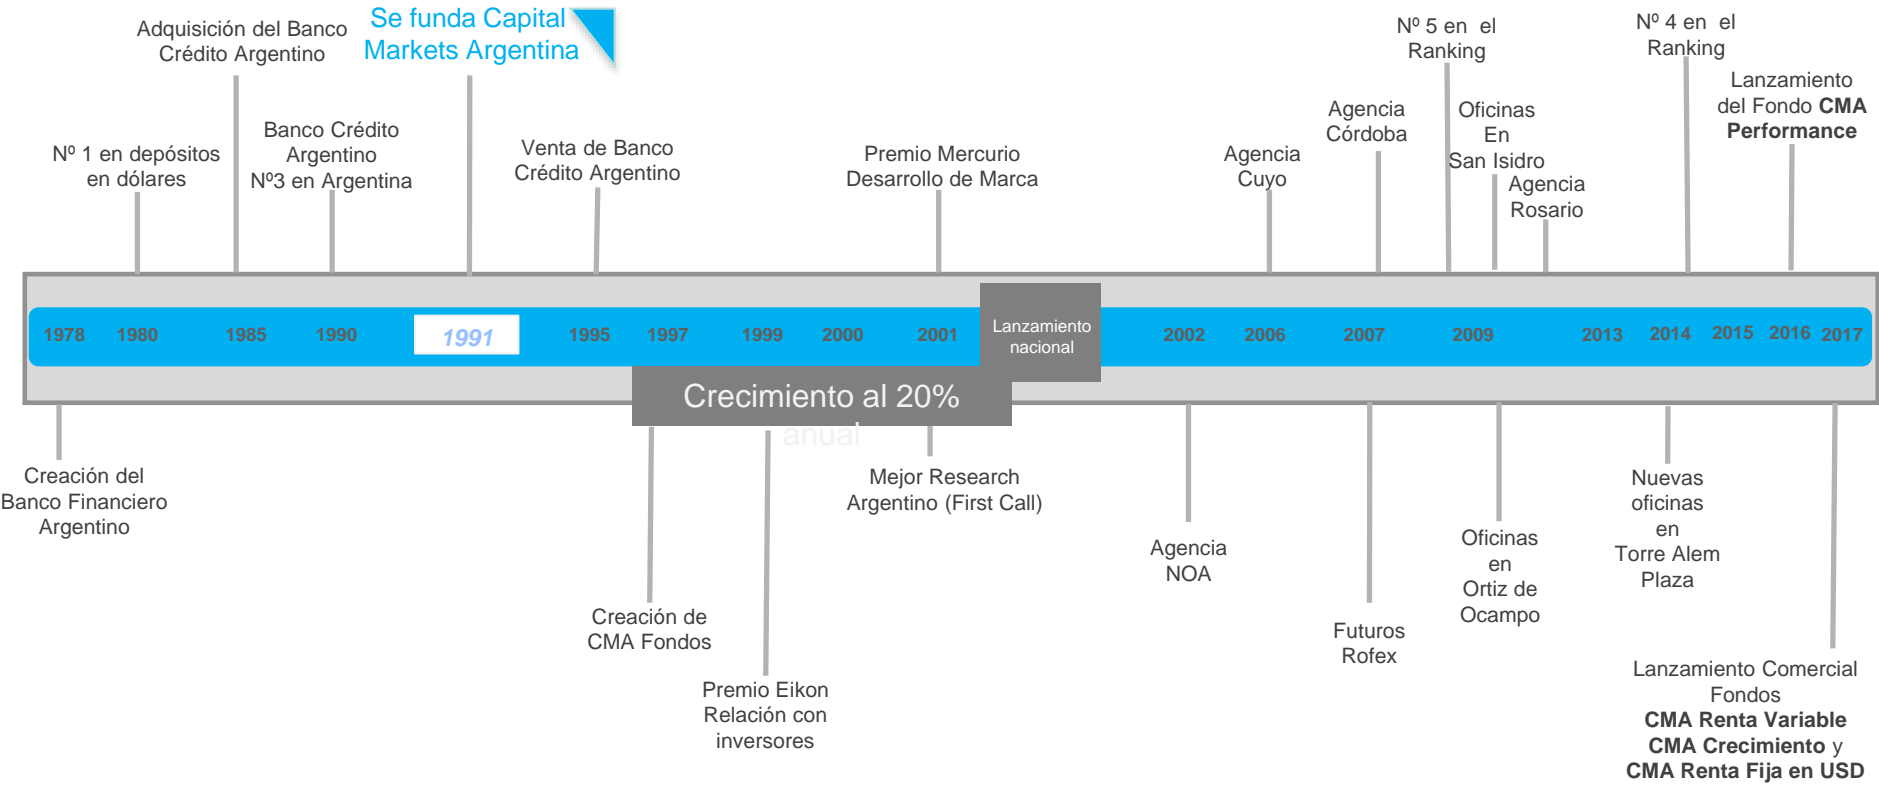 Adquisición del Banco
Crédito Argentino
Se funda Capital
Markets Argentina
Nº 5 en el
Ranking
Nº 4 en el
Ranking
Nº 1 en depósitos
en dólares
Banco Crédito
Argentino
Nº3 en Argentina
Venta de Banco
Crédito Argentino
Premio Mercurio
Desarrollo de Marca
Agencia
Cuyo
Agencia
Córdoba
Oficinas
En
San Isidro
Agencia
Rosario
Lanzamiento
del Fondo CMA
Performance
1978 1980 1985 1990 1991 1995 1997 1999 2000 2001
Lanzamiento
nacional
2002 2006 2007 2009 2013 2014 2015 2016 2017
Crecimiento al 20%
anual
Creación del
Banco Financiero
Argentino
Creación de
CMA Fondos
Premio Eikon
Relación con
inversores
Mejor Research
Argentino (First Call)
Agencia
NOA
Futuros
Rofex
Oficinas
en
Ortiz de
Ocampo
Nuevas
oficinas
en
Torre Alem
Plaza
Lanzamiento Comercial
Fondos
CMA Renta Variable
CMA Crecimiento y
CMA Renta Fija en USD